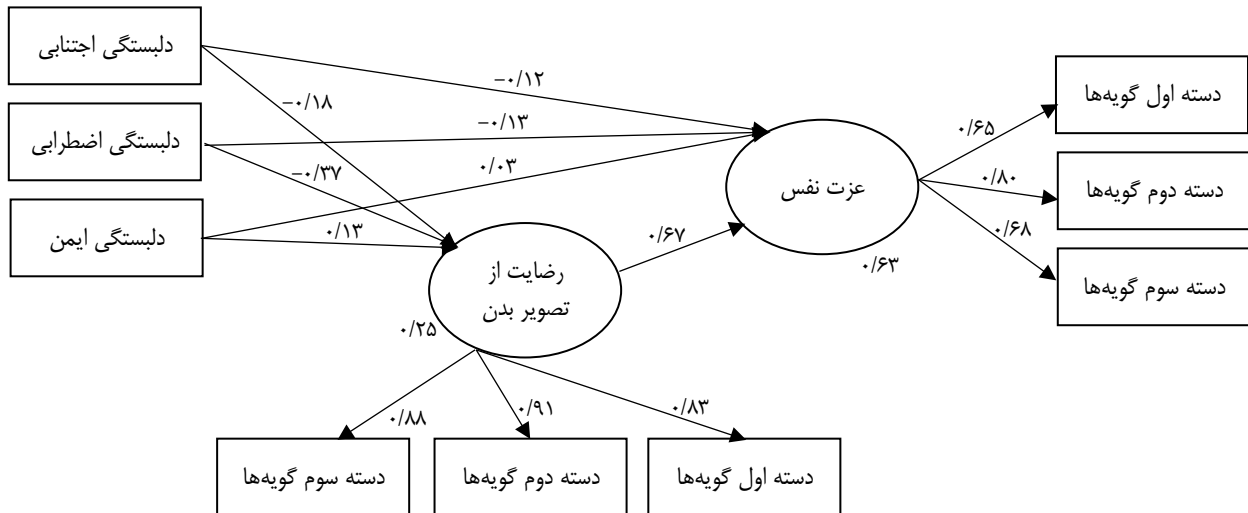 دلبستگی اجتنابی
دلبستگی اضطرابی
دلبستگی ایمن
-۰/۱۲
-۰/۱۸
-۰/۱۳
-۰/۳۷
۰/۰۳
۰/۱۳
عزت نفس
۰/۶۳
۰/۶۷
رضایت از
تصویر بدن
۰/۲۵
۰/۶۵
۰/۸۰
۰/۶۸
دسته اول گویه‌ها
دسته دوم گویه‌ها
دسته سوم گویه‌ها
۰/۸۳
۰/۹۱
۰/۸۸
دسته اول گویه‌ها
دسته دوم گویه‌ها
دسته سوم گویه‌ها